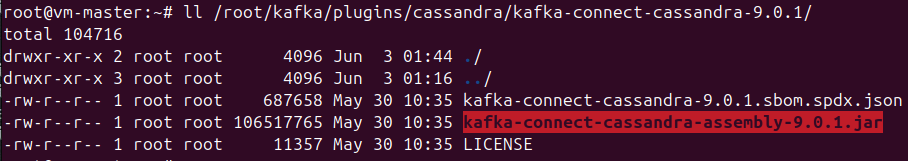 root@vm-master:~# ll /root/kafka/plugins/cassandra/kafka-connect-cassandra-9.0.1/
total 104716
drwxr-xr-x 2 root root      4096 Jun  3 01:44 ./
drwxr-xr-x 3 root root      4096 Jun  3 01:16 ../
-rw-r--r-- 1 root root    687658 May 30 10:35 kafka-connect-cassandra-9.0.1.sbom.spdx.json
-rw-r--r-- 1 root root 106517765 May 30 10:35 kafka-connect-cassandra-assembly-9.0.1.jar
-rw-r--r-- 1 root root     11357 May 30 10:35 LICENSE